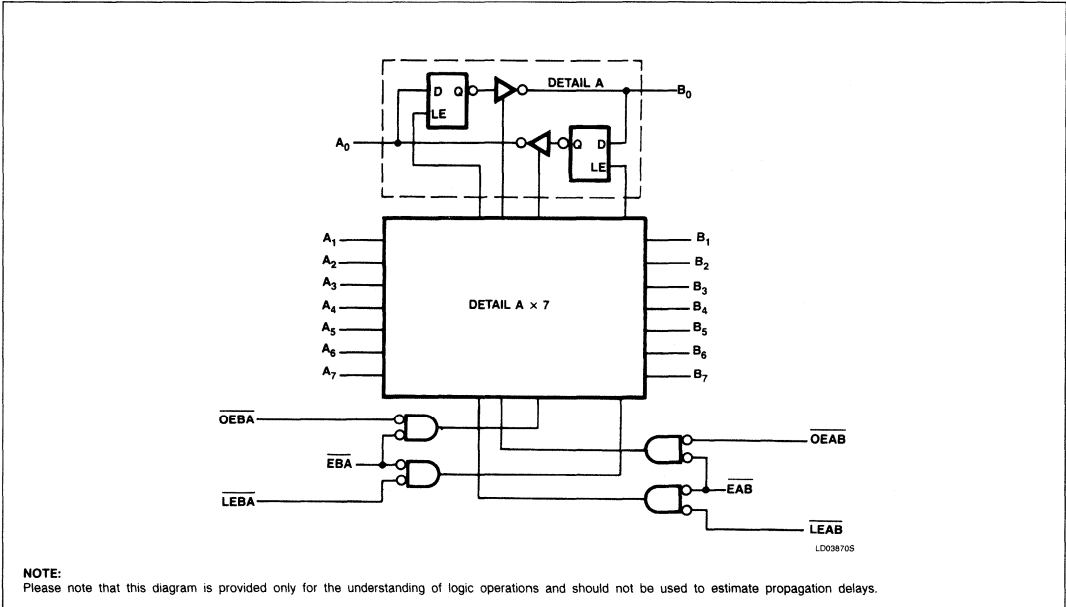 DETAIL A
D Q
LE
B0
A0
Q D
LE
A1
A2
A3
A4
A5
A6
A7
DETAIL A × 7
B1
B2
B3
B4
B5
B6
B7
OEBA
EBA
LEBA
OEAB
EAB
LEAB
LD03870S
NOTE:
Please note that this diagram is provided only for the understanding of logic operations and should not be used to estimate propagation delays.